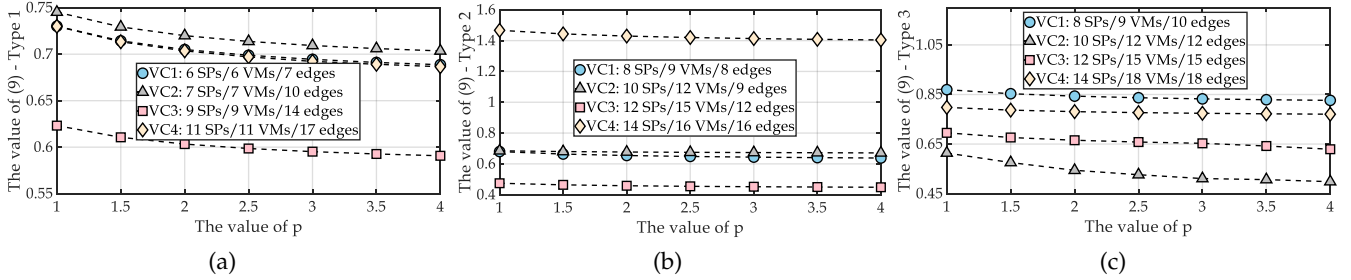 The value of (9) - Type 1
0.75
0.7
0.65
0.6
0.55
VC1: 6 SPs/6 VMs/7 edges
VC2: 7 SPs/7 VMs/10 edges
VC3: 9 SPs/9 VMs/14 edges
VC4: 11 SPs/11 VMs/17 edges
1 1.5 2 2.5 3 3.5 4
The value of p
(a)
The value of (9) - Type 2
1.6
1.4
1.2
1
0.8
0.6
0.4
VC1: 8 SPs/9 VMs/8 edges
VC2: 10 SPs/12 VMs/9 edges
VC3: 12 SPs/15 VMs/12 edges
VC4: 14 SPs/16 VMs/16 edges
1 1.5 2 2.5 3 3.5 4
The value of p
(b)
The value of (9) - Type 3
1.05
0.85
0.65
0.45
VC1: 8 SPs/9 VMs/10 edges
VC2: 10 SPs/12 VMs/12 edges
VC3: 12 SPs/15 VMs/15 edges
VC4: 14 SPs/18 VMs/18 edges
1 1.5 2 2.5 3 3.5 4
The value of p
(c)